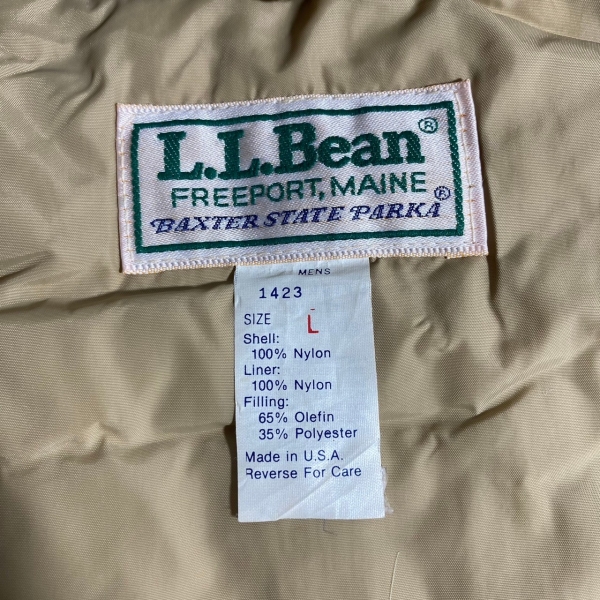 L.L.Bean®
FREEPORT, MAINE
BAXTER STATE PARKA®
MENS
1423
SIZE L
Shell:
100% Nylon
Liner:
100% Nylon
Filling:
65% Olefin
35% Polyester
Made in U.S.A.
Reverse For Care